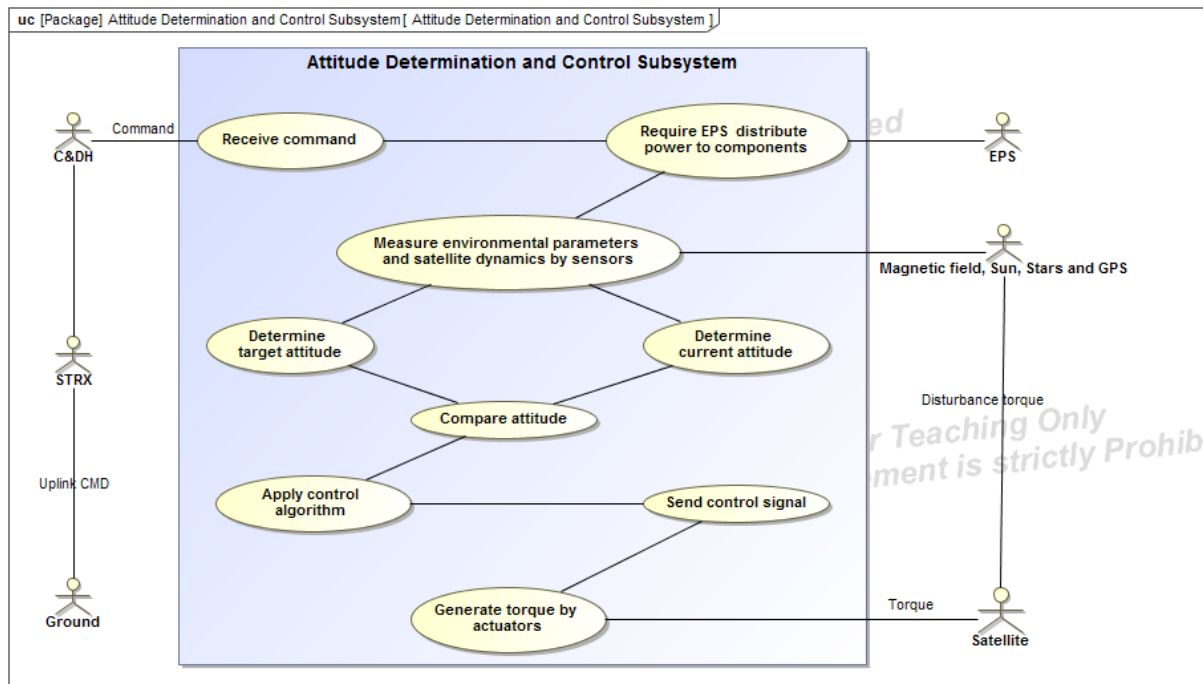 uc [Package] Attitude Determination and Control Subsystem [ Attitude Determination and Control Subsystem ]
Attitude Determination and Control Subsystem
Command
Receive command
Require EPS distribute
power to components
C&DH
EPS
Measure environmental parameters
and satellite dynamics by sensors
Magnetic field, Sun, Stars and GPS
Determine
target attitude
Determine
current attitude
STRX
Disturbance torque
Compare attitude
Teaching Only
is strictly
Uplink CMD
Apply control
algorithm
Send control signal
Generate torque by
actuators
Torque
Ground
Satellite